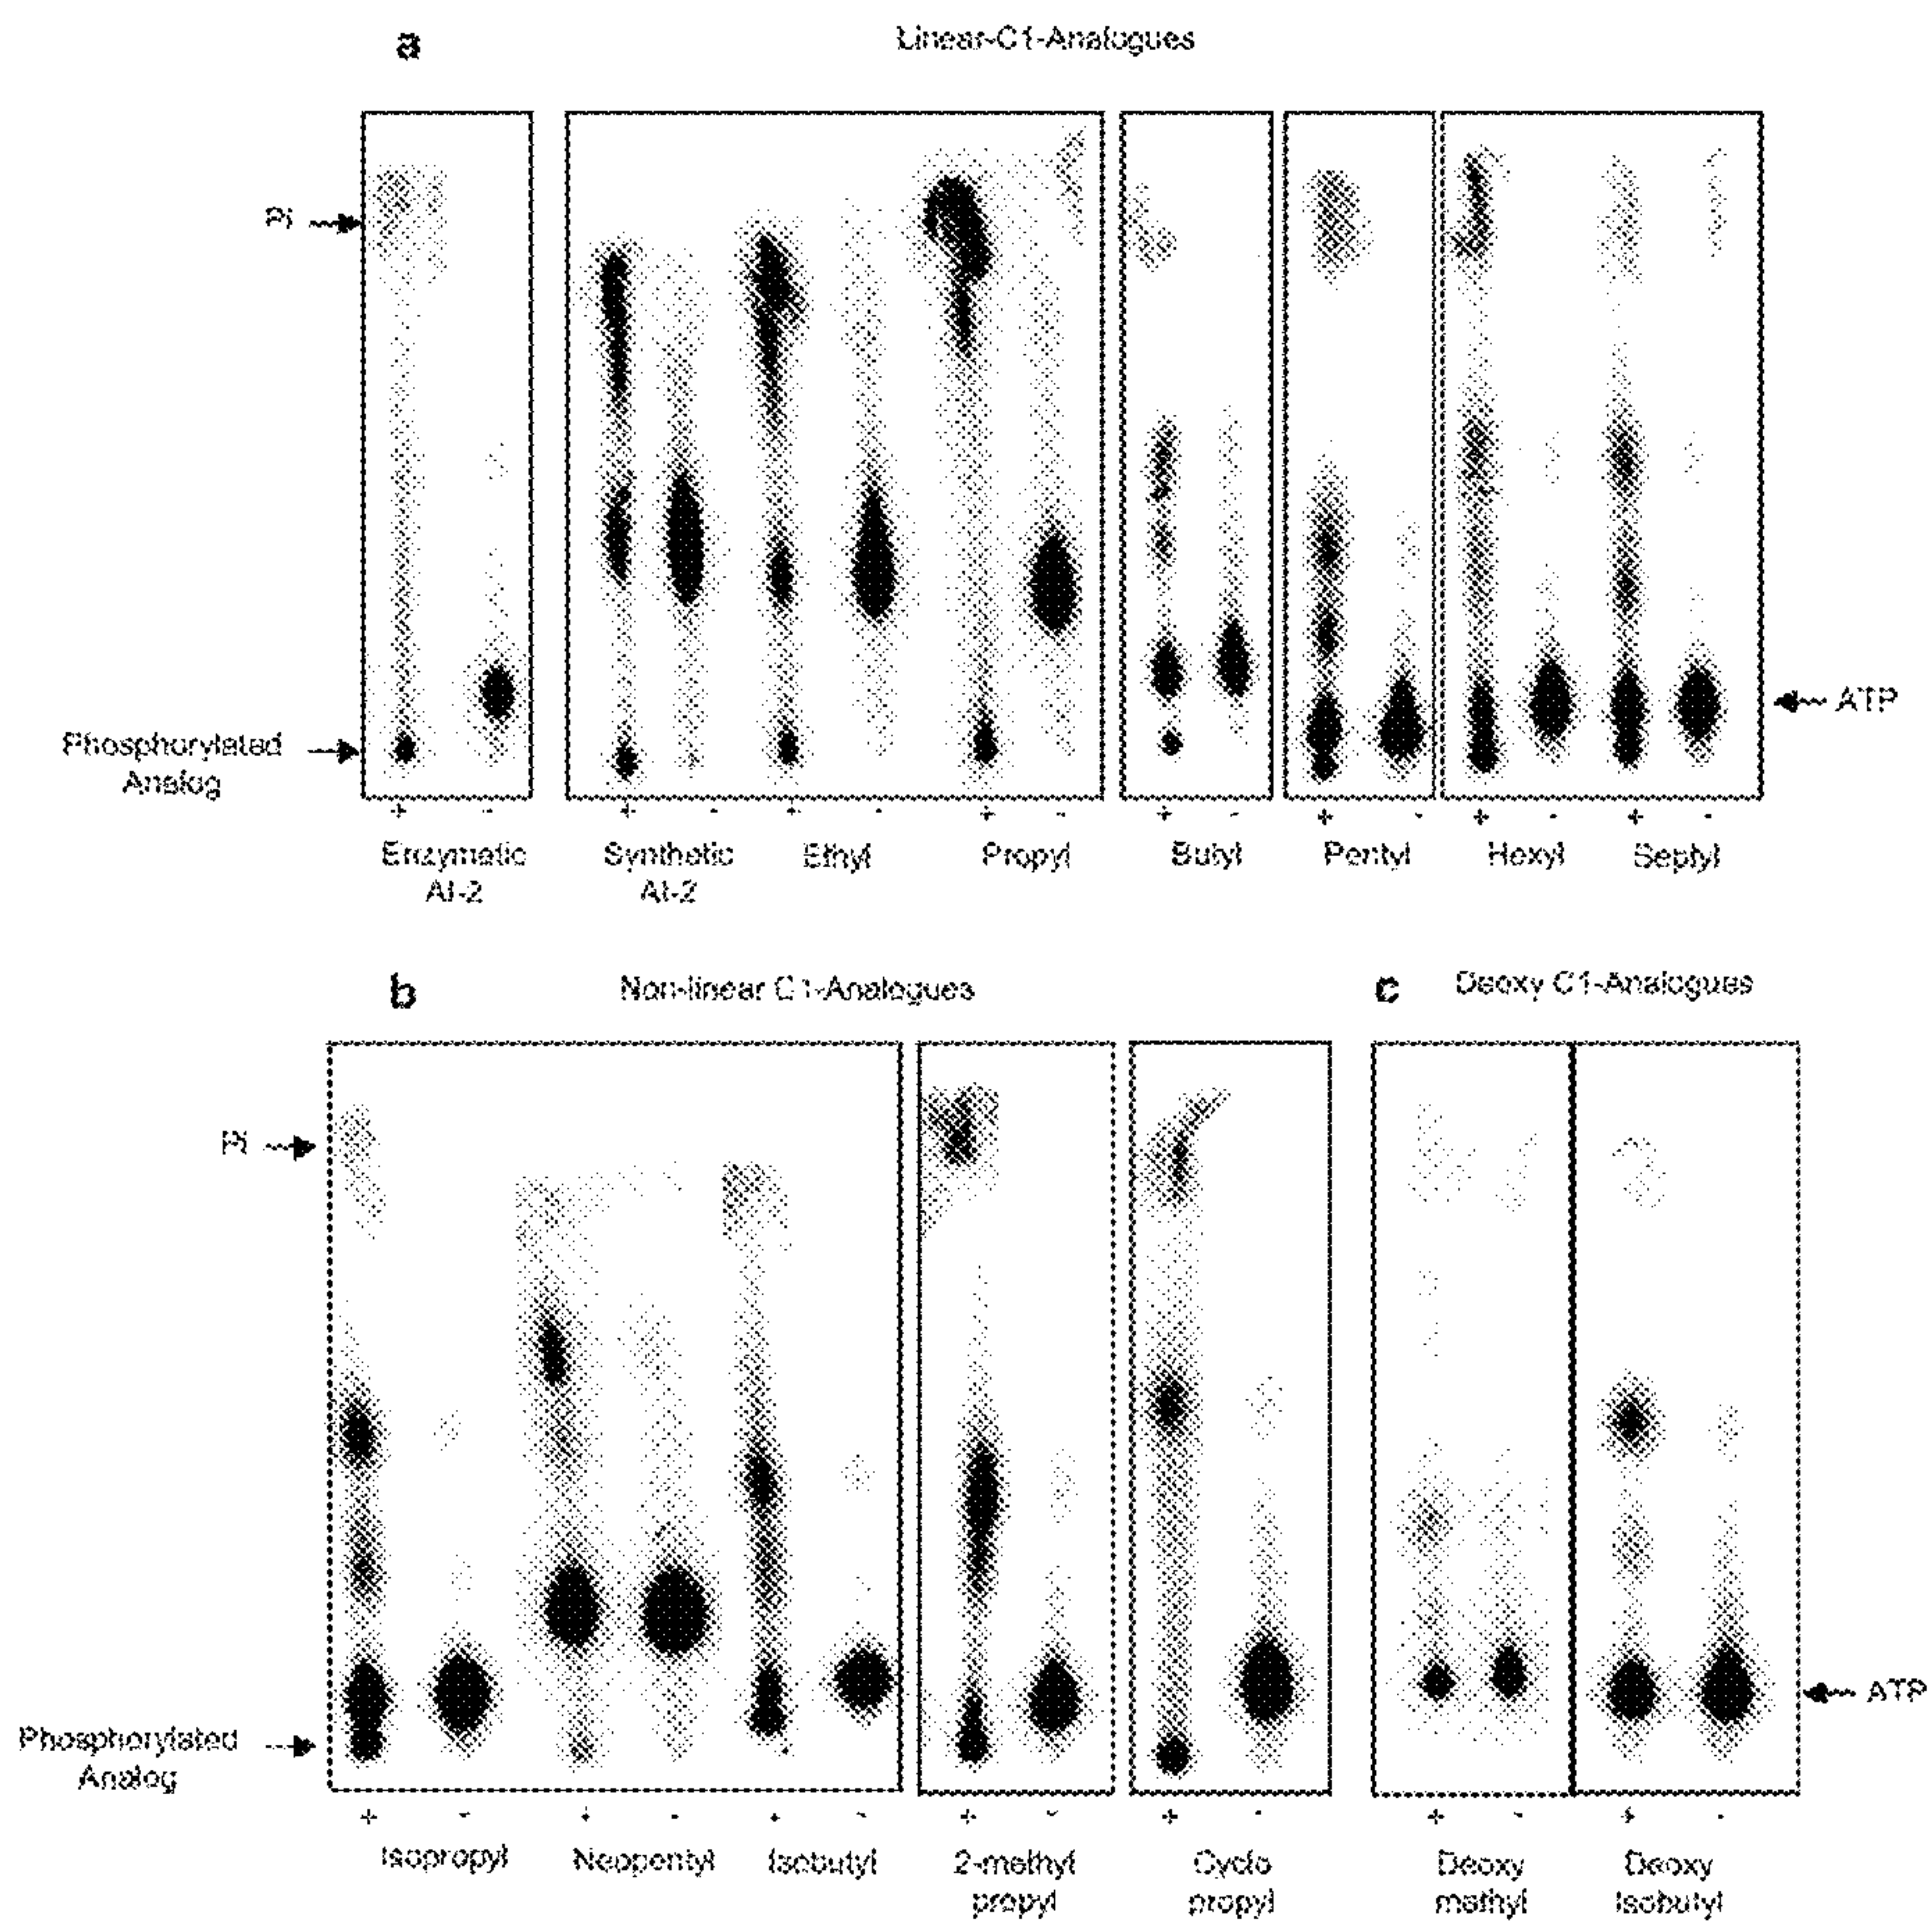 a
Linear-C1-Analogues
Pi
ATP
Phosphorylated
Analog
+ - + - + - + - + - + - + - + -
Enzymatic
AI-2
Synthetic
AI-2
Ethyl
Propyl
Butyl
Pentyl
Hexyl
Septyl
b
Non-linear C1-Analogues
c
Deoxy C1-Analogues
Pi
ATP
Phosphorylated
Analog
+ - + - + - + - + - + - + -
Isopropyl
Neopentyl
Isobutyl
2-methyl
propyl
Cyclo
propyl
Deoxy
methyl
Deoxy
Isobutyl